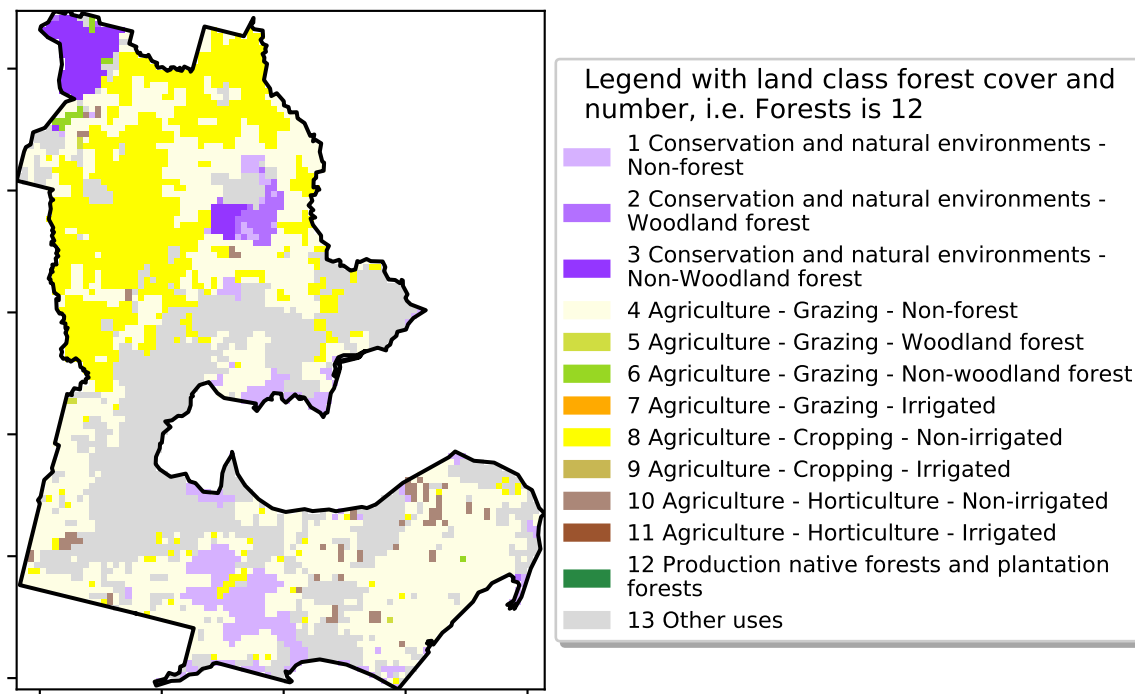 Legend with land class forest cover and
number, i.e. Forests is 12
1 Conservation and natural environments -
Non-forest
2 Conservation and natural environments -
Woodland forest
3 Conservation and natural environments -
Non-Woodland forest
4 Agriculture - Grazing - Non-forest
5 Agriculture - Grazing - Woodland forest
6 Agriculture - Grazing - Non-woodland forest
7 Agriculture - Grazing - Irrigated
8 Agriculture - Cropping - Non-irrigated
9 Agriculture - Cropping - Irrigated
10 Agriculture - Horticulture - Non-irrigated
11 Agriculture - Horticulture - Irrigated
12 Production native forests and plantation
forests
13 Other uses